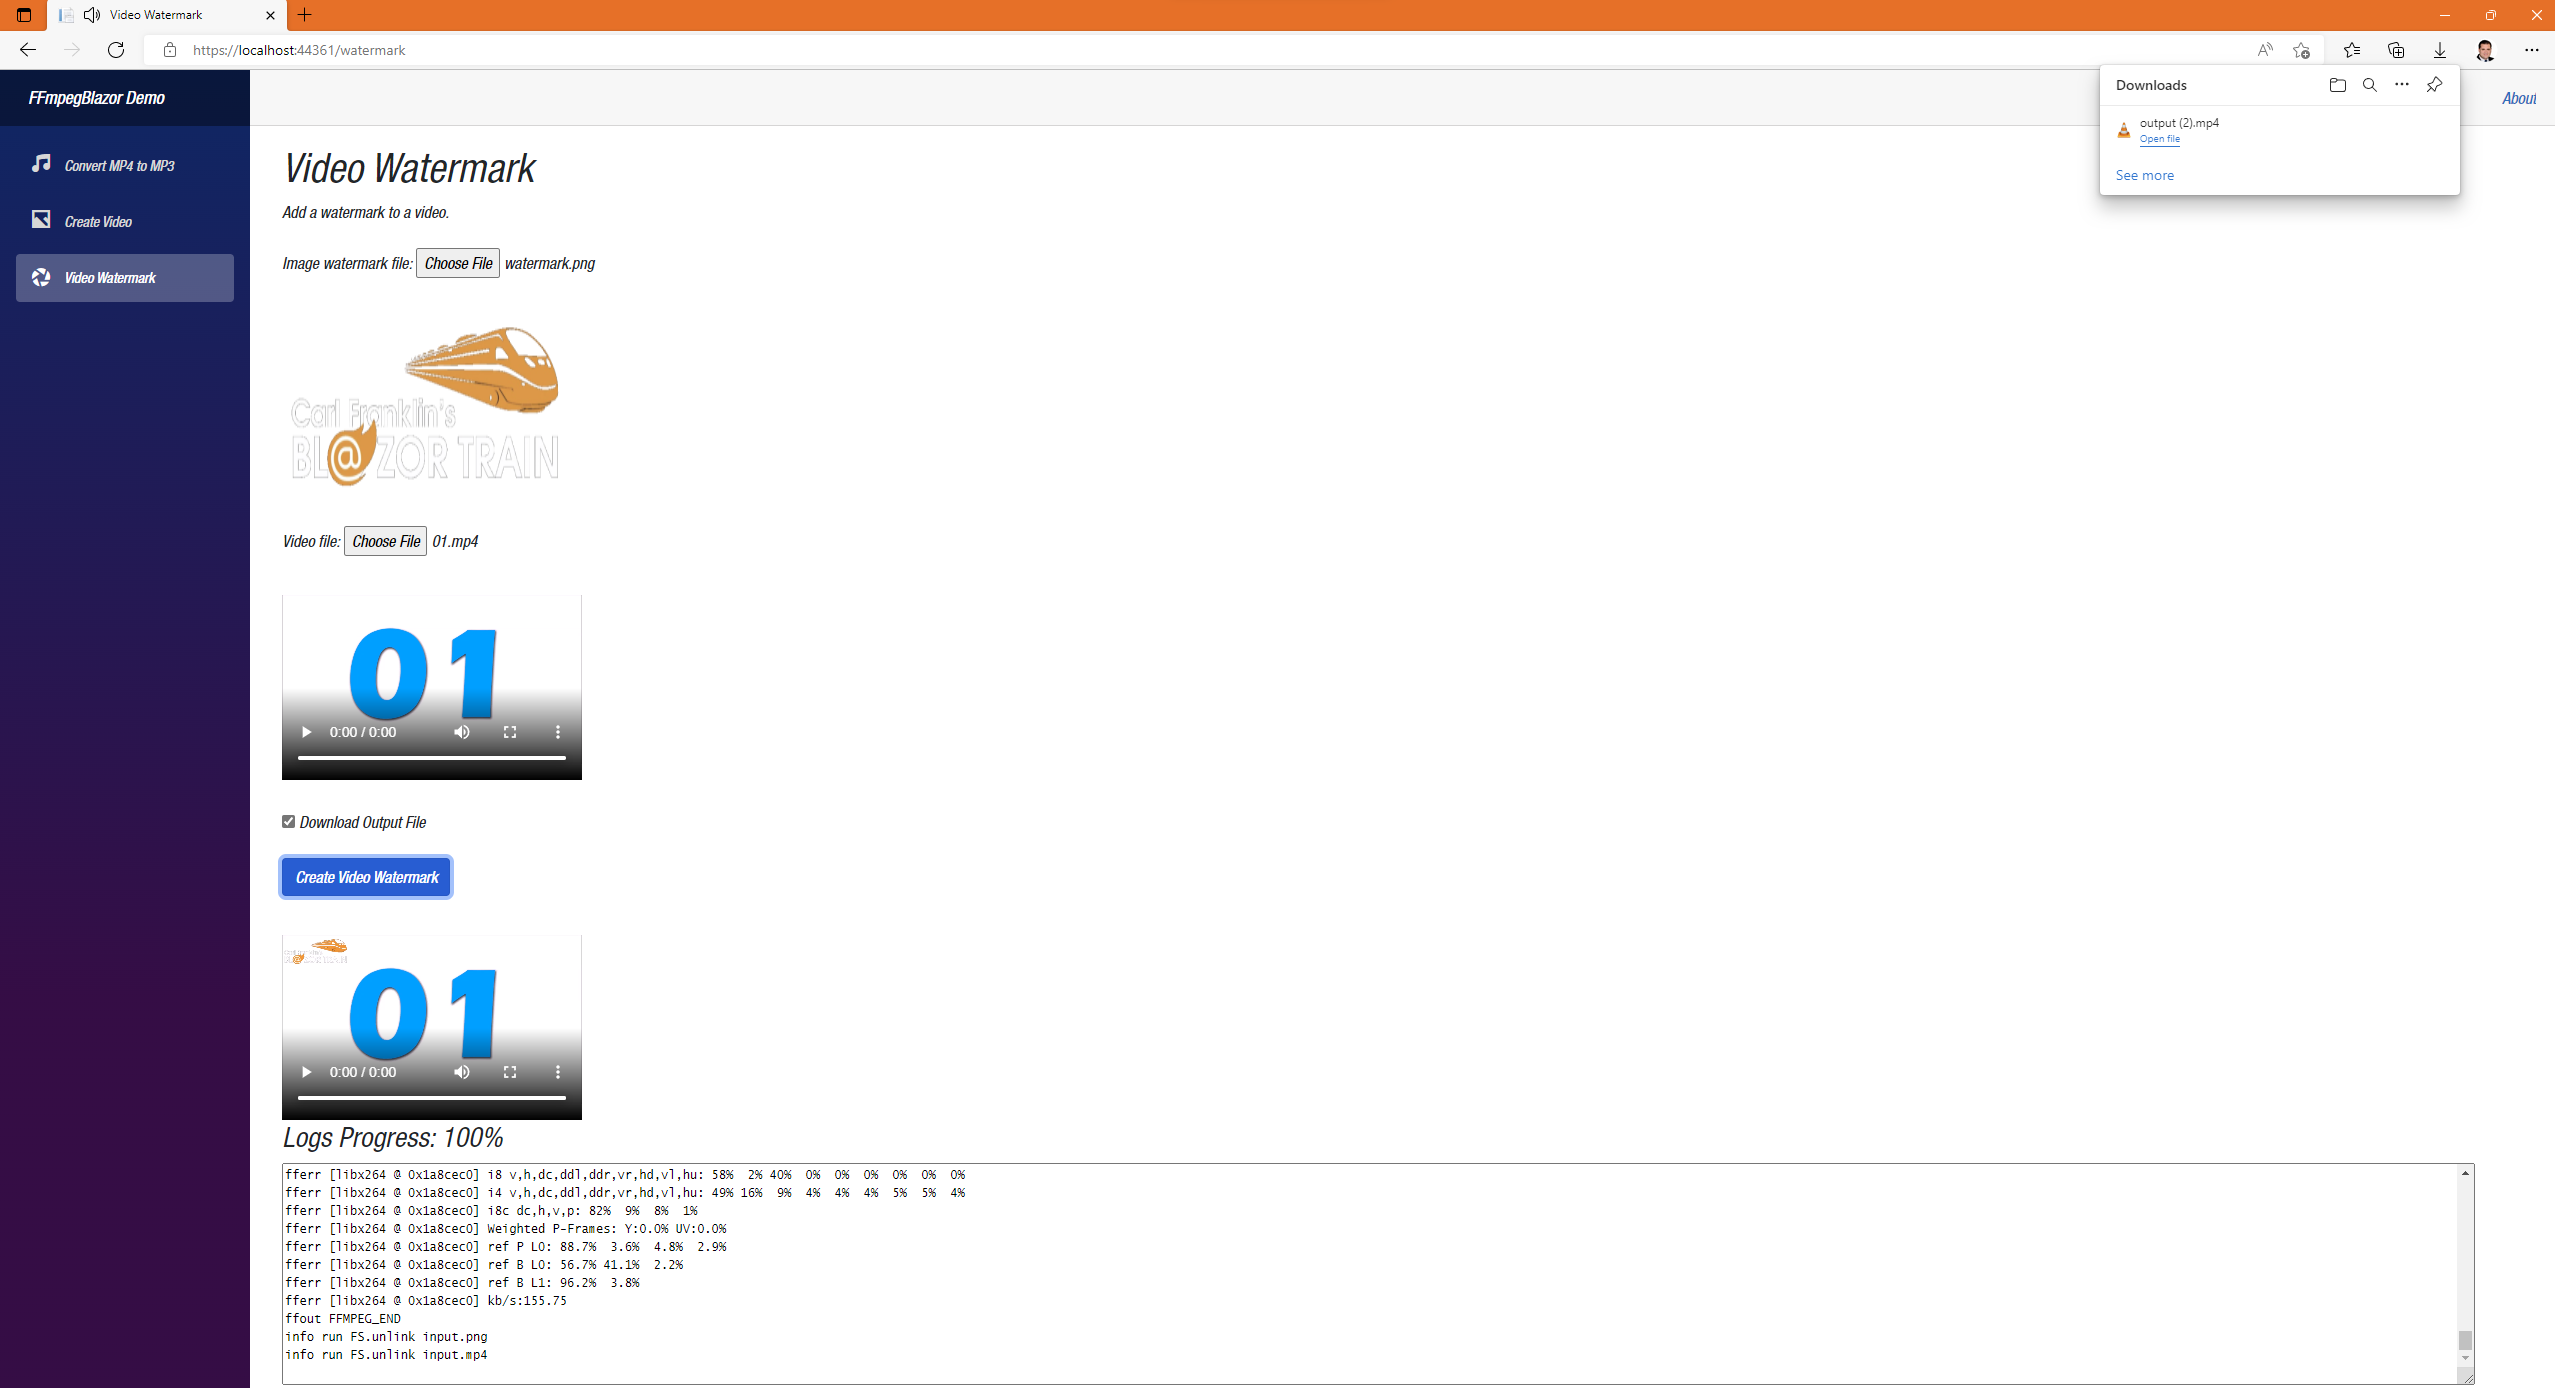 Video Watermark
https://localhost:44361/watermark
FFmpegBlazor Demo
About
Downloads
output (2).mp4
Open file
See more
Convert MP4 to MP3
Create Video
Video Watermark
Video Watermark
Add a watermark to a video.
Image watermark file: Choose File watermark.png
Carl Franklin's
BL@ZOR TRAIN
Video file: Choose File 01.mp4
01
0:00 / 0:00
Download Output File
Create Video Watermark
01
0:00 / 0:00
Logs Progress: 100%
fferr [libx264 @ 0x1a8cec0] i8 v,h,dc,ddl,ddr,vr,hd,vl,hu: 58% 2% 40% 0% 0% 0% 0% 0% 0%
fferr [libx264 @ 0x1a8cec0] i4 v,h,dc,ddl,ddr,vr,hd,vl,hu: 49% 16% 9% 4% 4% 4% 5% 5% 4%
fferr [libx264 @ 0x1a8cec0] i8c dc,h,v,p: 82% 9% 8% 1%
fferr [libx264 @ 0x1a8cec0] Weighted P-Frames: Y:0.0% UV:0.0%
fferr [libx264 @ 0x1a8cec0] ref P L0: 88.7% 3.6% 4.8% 2.9%
fferr [libx264 @ 0x1a8cec0] ref B L0: 56.7% 41.1% 2.2%
fferr [libx264 @ 0x1a8cec0] ref B L1: 96.2% 3.8%
fferr [libx264 @ 0x1a8cec0] kb/s:155.75
ffout FFMPEG_END
info run FS.unlink input.png
info run FS.unlink input.mp4